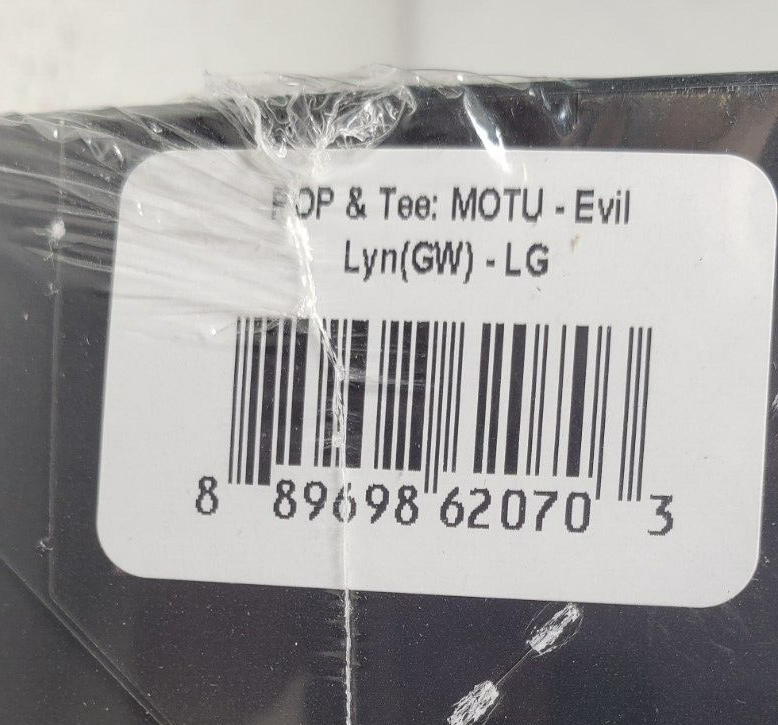 POP & Tee: MOTU - Evil
Lyn(GW) - LG
8 89698 62070 3